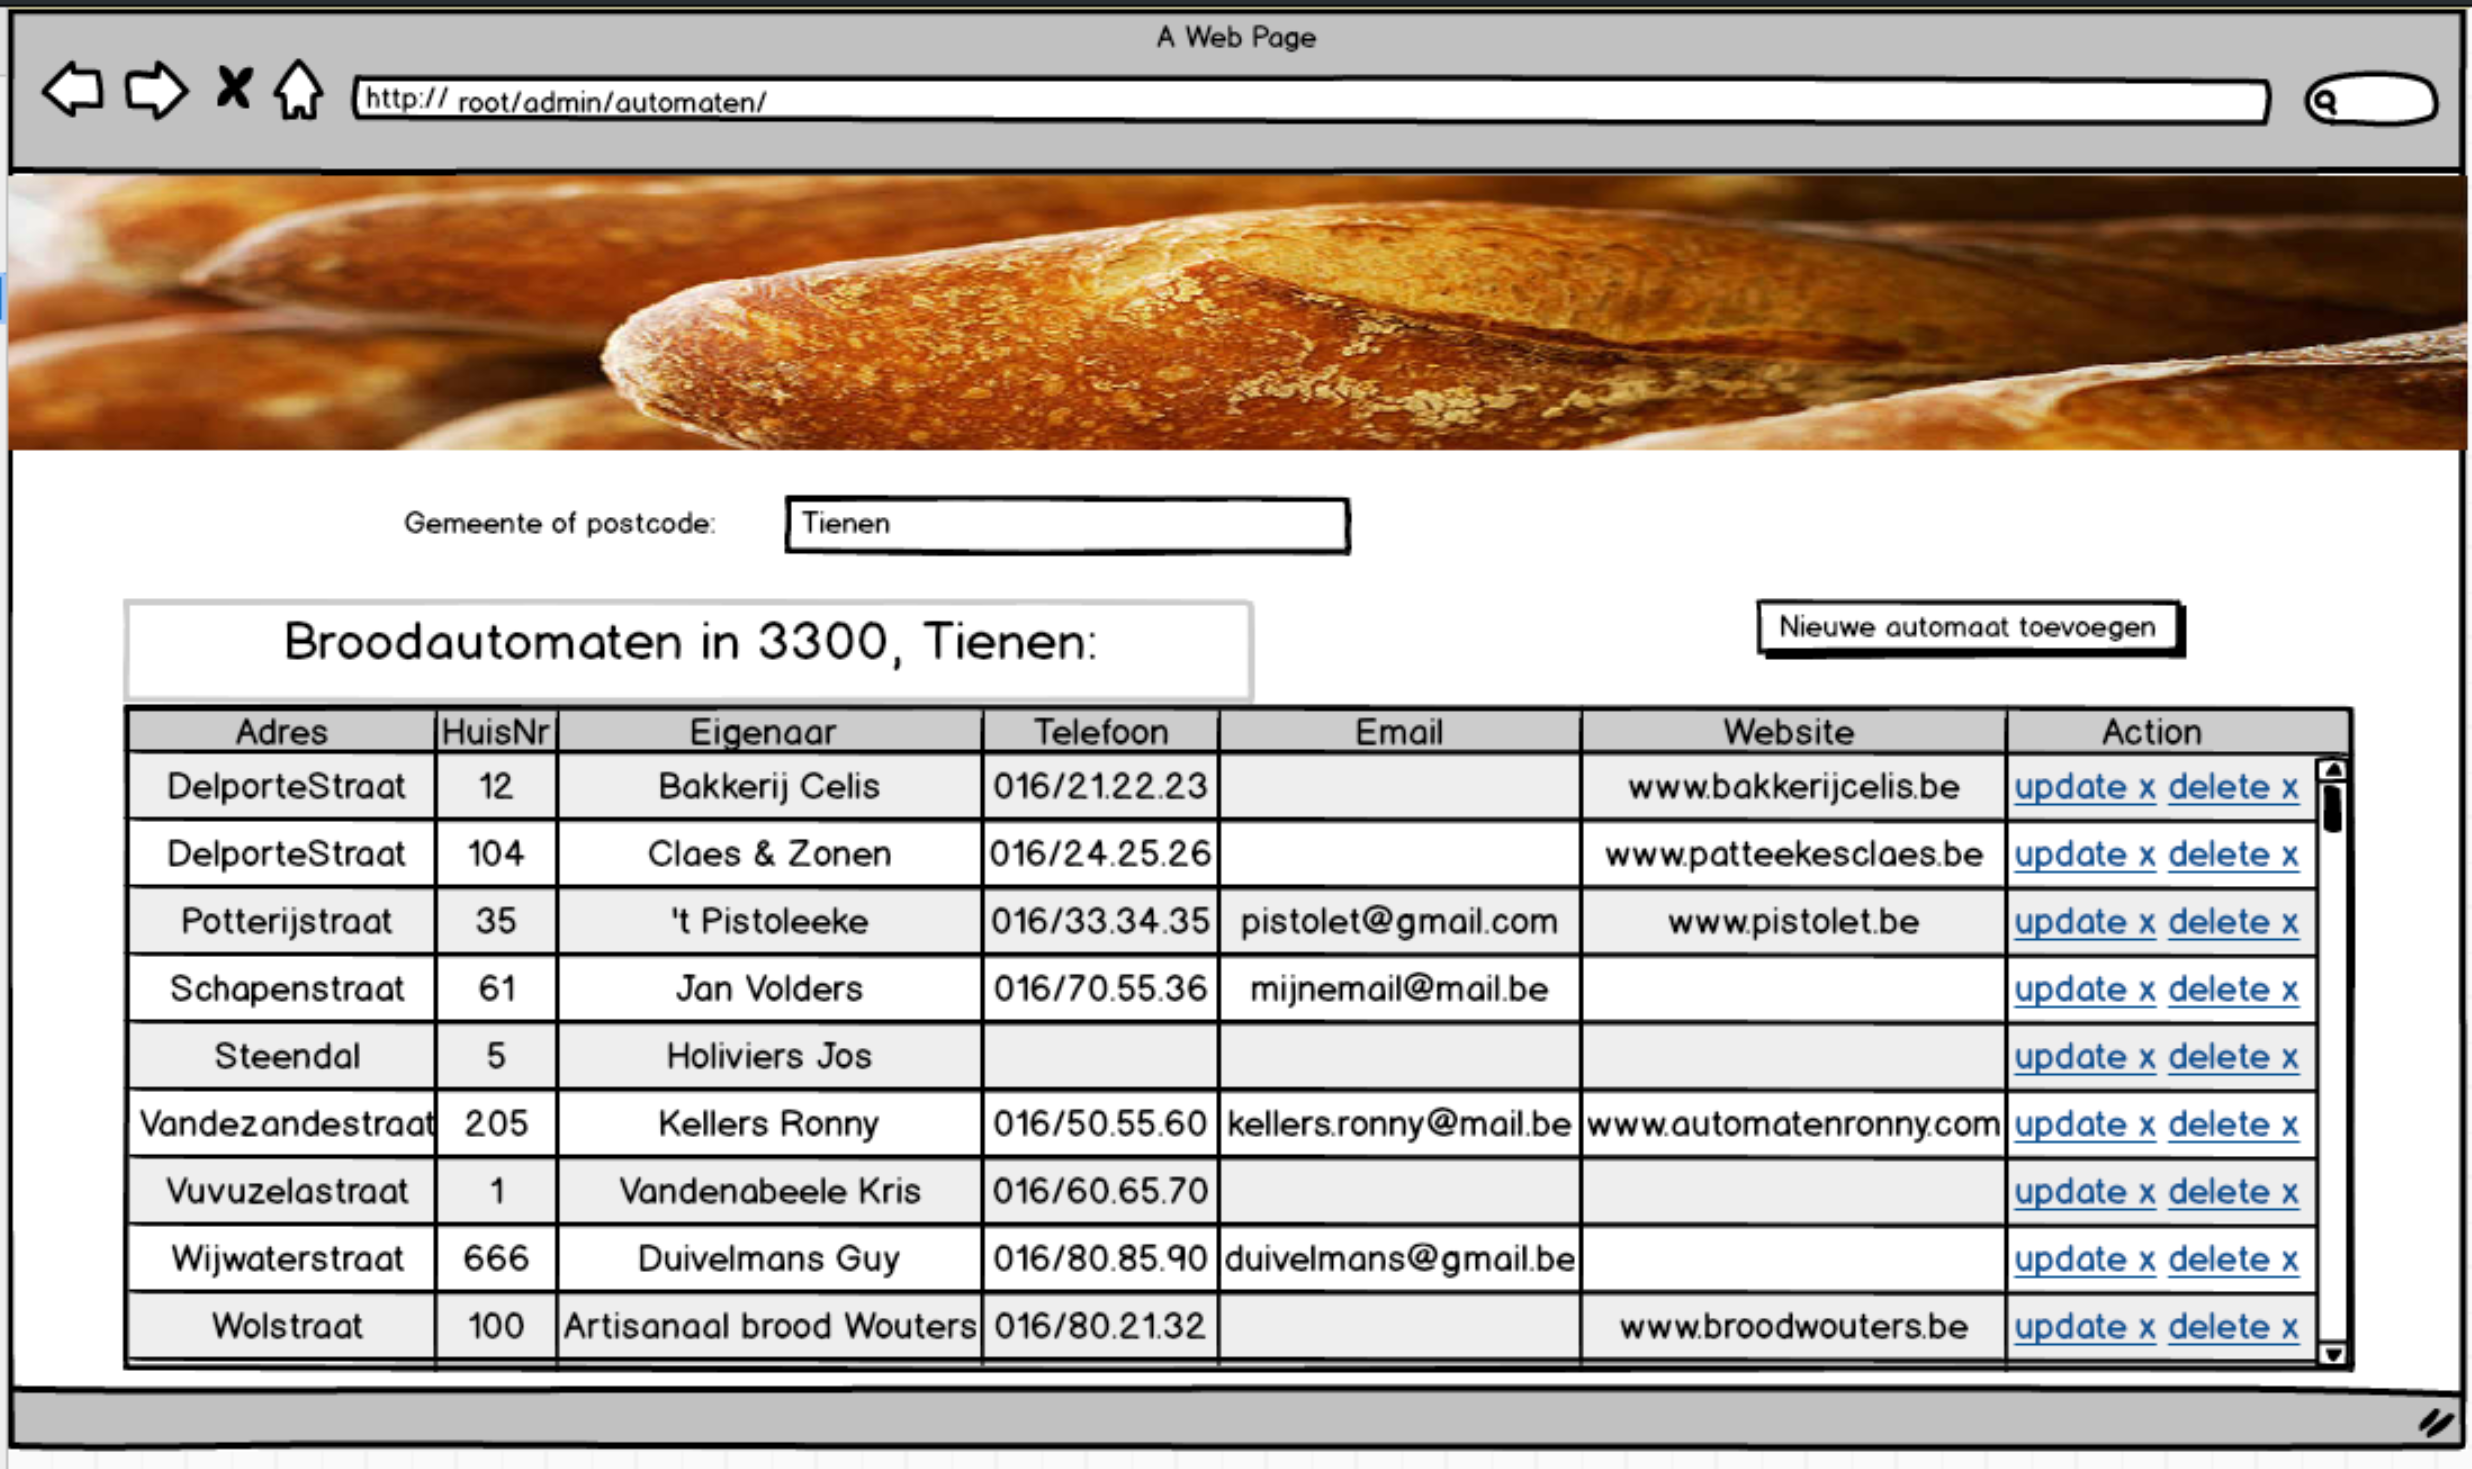 A Web Page
http:// root/admin/automaten/
Gemeente of postcode: Tienen
Broodautomaten in 3300, Tienen:
Nieuwe automaat toevoegen
Adres HuisNr Eigenaar Telefoon Email Website Action
DelporteStraat 12 Bakkerij Celis 016/21.22.23 www.bakkerijcelis.be update x delete x
DelporteStraat 104 Claes & Zonen 016/24.25.26 www.patteekesclaes.be update x delete x
Potterijstraat 35 't Pistoleeke 016/33.34.35 pistolet@gmail.com www.pistolet.be update x delete x
Schapenstraat 61 Jan Volders 016/70.55.36 mijnemail@mail.be update x delete x
Steendal 5 Holiviers Jos update x delete x
Vandezandestraat 205 Kellers Ronny 016/50.55.60 kellers.ronny@mail.be www.automatenronny.com update x delete x
Vuvuzelastraat 1 Vandenabeele Kris 016/60.65.70 update x delete x
Wijwaterstraat 666 Duivelmans Guy 016/80.85.90 duivelmans@gmail.be update x delete x
Wolstraat 100 Artisanaal brood Wouters 016/80.21.32 www.broodwouters.be update x delete x